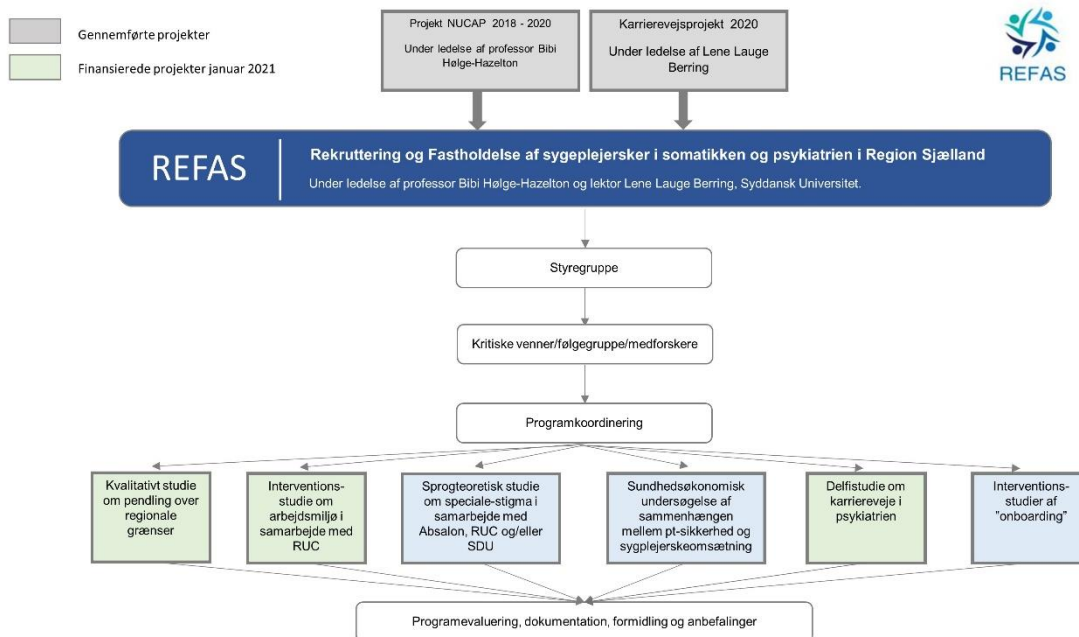 Gennemførte projekter
Finansierede projekter januar 2021
Projekt NUCAP 2018 - 2020
Under ledelse af professor Bibi
Hølge-Hazelton
Karrierevejsprojekt 2020
Under ledelse af Lene Lauge
Berring
REFAS
REFAS
Rekruttering og Fastholdelse af sygeplejersker i somatikken og psykiatrien i Region Sjælland
Under ledelse af professor Bibi Hølge-Hazelton og lektor Lene Lauge Berring, Syddansk Universitet.
Styregruppe
Kritiske venner/følgegruppe/medforskere
Programkoordinering
Kvalitativt studie
om pendling over
regionale
grænser
Interventions-
studie om
arbejdsmiljø i
samarbejde med
RUC
Sprogteoretisk studie
om speciale-stigma i
samarbejde med
Absalon, RUC og/eller
SDU
Sundhedsøkonomisk
undersøgelse af
sammenhængen
mellem pt-sikkerhed og
sygplejerskeomsætning
Delfistudie om
karriereveje i
psykiatrien
Interventions-
studier af
"onboarding"
Programevaluering, dokumentation, formidling og anbefalinger